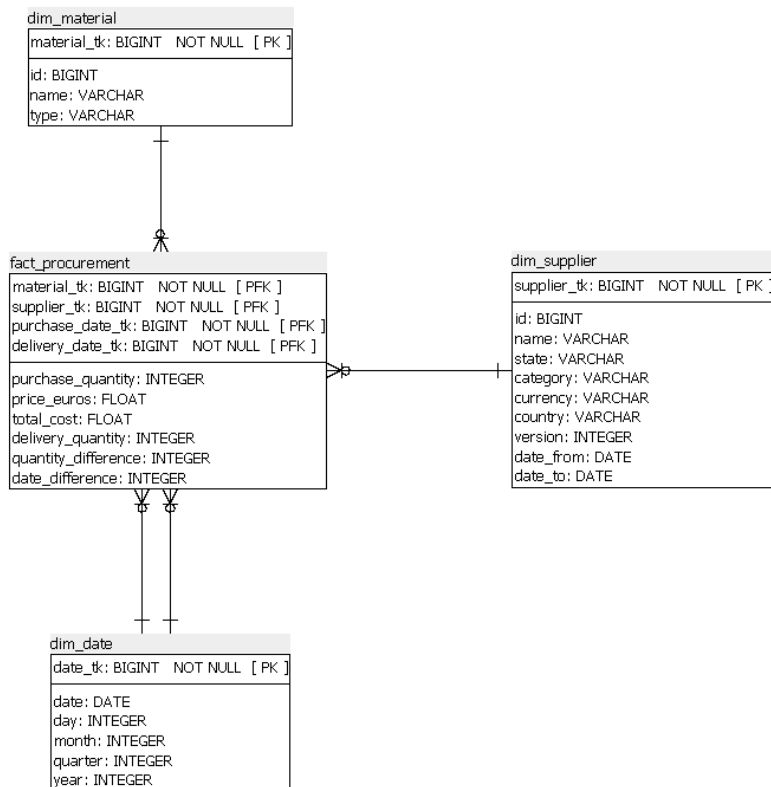 dim_material
material_tk: BIGINT NOT NULL [ PK ]
id: BIGINT
name: VARCHAR
type: VARCHAR
fact_procurement
material_tk: BIGINT NOT NULL [ PFK ]
supplier_tk: BIGINT NOT NULL [ PFK ]
purchase_date_tk: BIGINT NOT NULL [ PFK ]
delivery_date_tk: BIGINT NOT NULL [ PFK ]
purchase_quantity: INTEGER
price_euros: FLOAT
total_cost: FLOAT
delivery_quantity: INTEGER
quantity_difference: INTEGER
date_difference: INTEGER
dim_supplier
supplier_tk: BIGINT NOT NULL [ PK ]
id: BIGINT
name: VARCHAR
state: VARCHAR
category: VARCHAR
currency: VARCHAR
country: VARCHAR
version: INTEGER
date_from: DATE
date_to: DATE
dim_date
date_tk: BIGINT NOT NULL [ PK ]
date: DATE
day: INTEGER
month: INTEGER
quarter: INTEGER
year: INTEGER